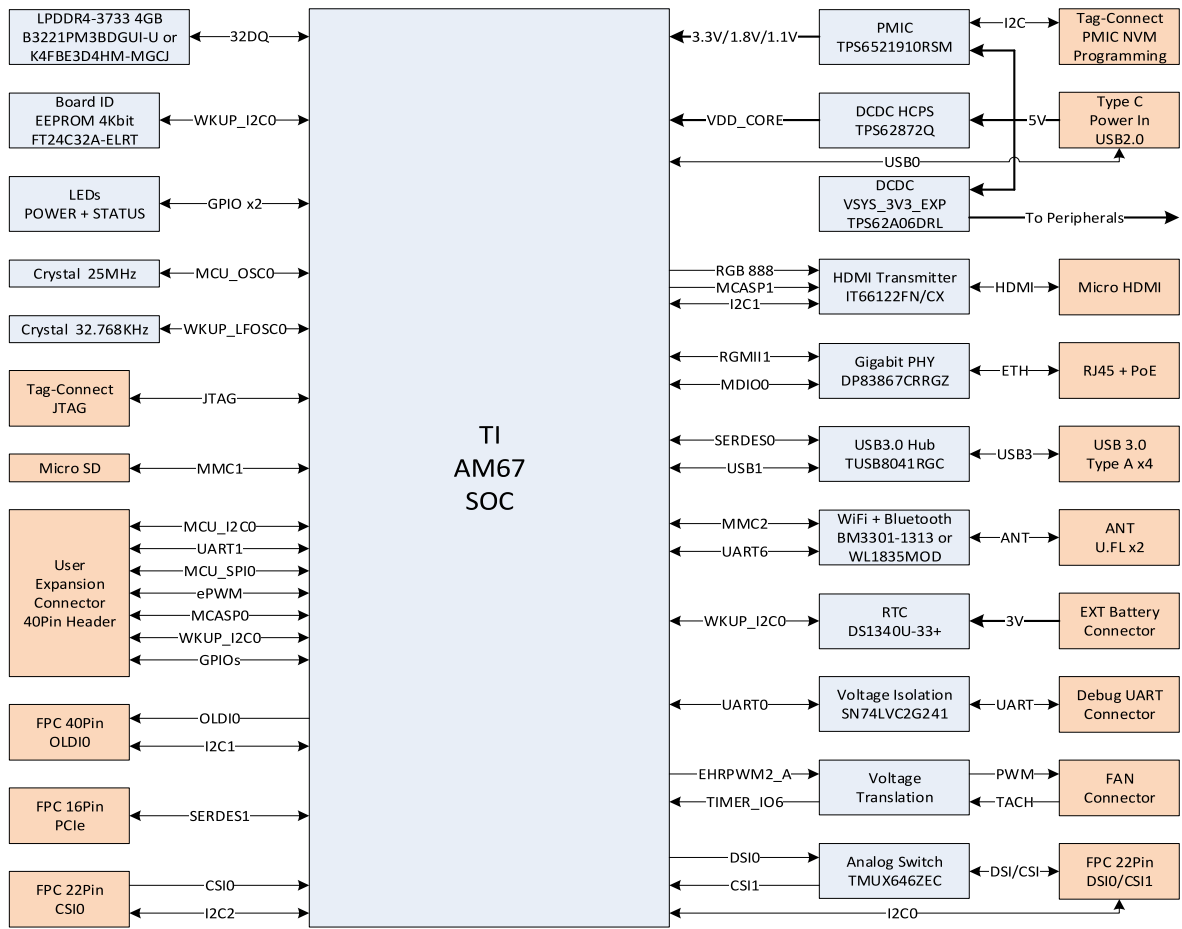 LPDDR4-3733 4GB
B3221PM3BDGUI-U or
K4FBE3D4HM-MGCJ
32DQ
Board ID
EEPROM 4Kbit
FT24C32A-ELRT
WKUP_I2C0
LEDs
POWER + STATUS
GPIO x2
Crystal 25MHz
MCU_OSC0
Crystal 32.768KHz
WKUP_LFOSC0
Tag-Connect
JTAG
JTAG
Micro SD
MMC1
User
Expansion
Connector
40Pin Header
MCU_I2C0
UART1
MCU_SPI0
ePWM
MCASP0
WKUP_I2C0
GPIOs
FPC 40Pin
OLDI0
OLDI0
I2C1
FPC 16Pin
PCIe
SERDES1
FPC 22Pin
CSI0
CSI0
I2C2
TI
AM67
SOC
3.3V/1.8V/1.1V
PMIC
TPS6521910RSM
I2C
Tag-Connect
PMIC NVM
Programming
VDD_CORE
DCDC HCPS
TPS62872Q
5V
Type C
Power In
USB2.0
USB0
DCDC
VSYS_3V3_EXP
TPS62A06DRL
To Peripherals
RGB 888
MCASP1
I2C1
HDMI Transmitter
IT66122FN/CX
HDMI
Micro HDMI
RGMII1
MDIO0
Gigabit PHY
DP83867CRRGZ
ETH
RJ45 + PoE
SERDES0
USB1
USB3.0 Hub
TUSB8041RGC
USB3
USB 3.0
Type A x4
MMC2
UART6
WiFi + Bluetooth
BM3301-1313 or
WL1835MOD
ANT
ANT
U.FL x2
WKUP_I2C0
RTC
DS1340U-33+
3V
EXT Battery
Connector
UART0
Voltage Isolation
SN74LVC2G241
UART
Debug UART
Connector
EHRPWM2_A
TIMER_IO6
Voltage
Translation
PWM
TACH
FAN
Connector
DSI0
CSI1
Analog Switch
TMUX646ZEC
DSI/CSI
FPC 22Pin
DSI0/CSI1
I2C0